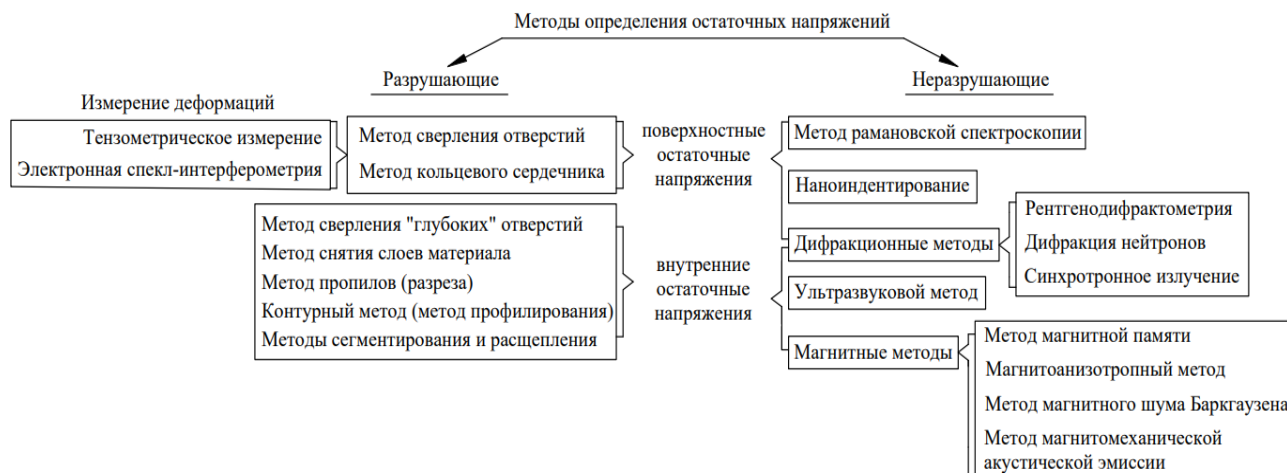 Методы определения остаточных напряжений
Разрушающие
Неразрушающие
Измерение деформаций
Тензометрическое измерение
Электронная спекл-интерферометрия
Метод сверления отверстий
Метод кольцевого сердечника
поверхностные
остаточные
напряжения
Метод рамановской спектроскопии
Наноиндентирование
Дифракционные методы
Рентгенодифрактометрия
Дифракция нейтронов
Синхротронное излучение
Метод сверления "глубоких" отверстий
Метод снятия слоев материала
Метод пропилов (разреза)
Контурный метод (метод профилирования)
Методы сегментирования и расщепления
внутренние
остаточные
напряжения
Ультразвуковой метод
Магнитные методы
Метод магнитной памяти
Магнитоанизотропный метод
Метод магнитного шума Баркгаузена
Метод магнитомеханической
акустической эмиссии